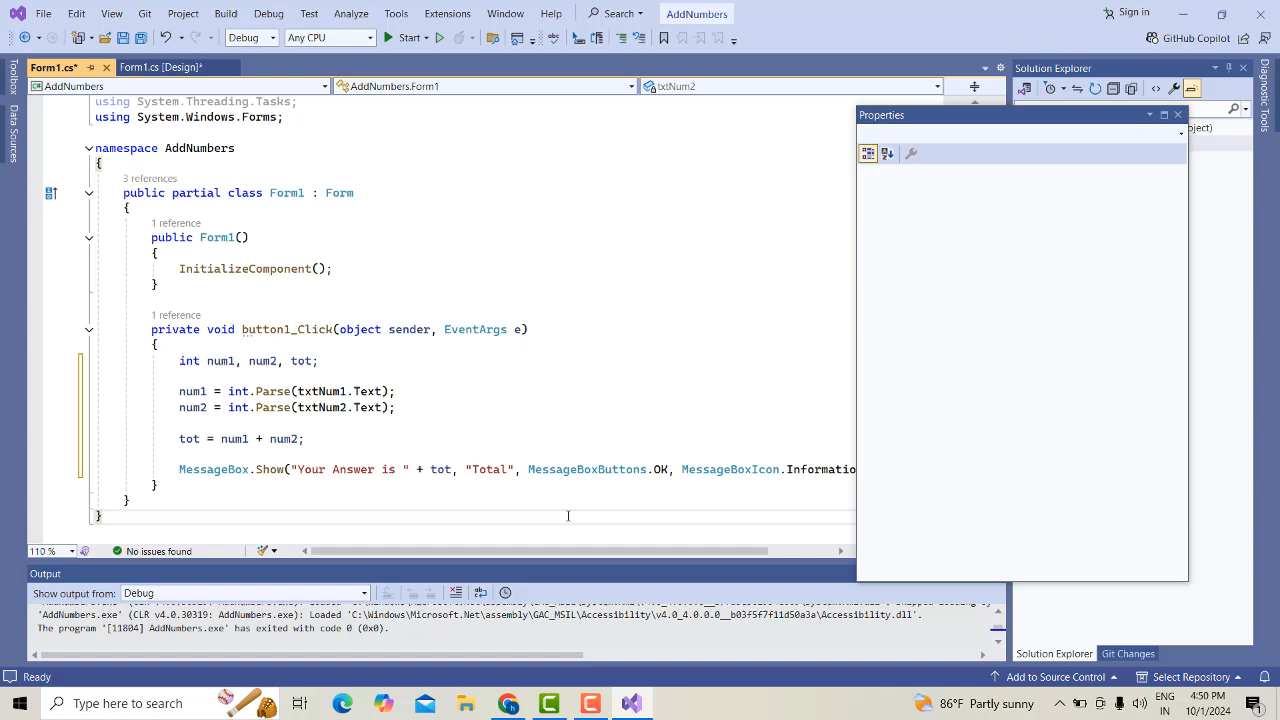 File Edit View Git Project Build Debug Test Analyze Tools Extensions Window Help Search AddNumbers Sign in
Debug Any CPU Start GitHub Copilot
Form1.cs* Form1.cs [Design]* Solution Explorer
AddNumbers AddNumbers.Form1 txtNum2
Toolbox
Data Sources
Diagnostic Tools
using System.Threading.Tasks;
using System.Windows.Forms;
Properties
oject)
namespace AddNumbers
{
3 references
public partial class Form1 : Form
{
1 reference
public Form1()
{
InitializeComponent();
}
1 reference
private void button1_Click(object sender, EventArgs e)
{
int num1, num2, tot;
num1 = int.Parse(txtNum1.Text);
num2 = int.Parse(txtNum2.Text);
tot = num1 + num2;
MessageBox.Show("Your Answer is " + tot, "Total", MessageBoxButtons.OK, MessageBoxIcon.Informatio
}
}
}
110 % No issues found
Output
Show output from: Debug
'AddNumbers.exe' (CLR v4.0.30319: AddNumbers.exe): Loaded 'C:\Windows\Microsoft.Net\assembly\GAC_MSIL\Accessibility\v4.0_4.0.0.0__b03f5f7f11d50a3a\Accessibility.dll'.
The program '[11804] AddNumbers.exe' has exited with code 0 (0x0).
Solution Explorer Git Changes
Ready Add to Source Control Select Repository
Type here to search 86°F Partly sunny ENG 4:50 PM
IN 10/1/2024 1